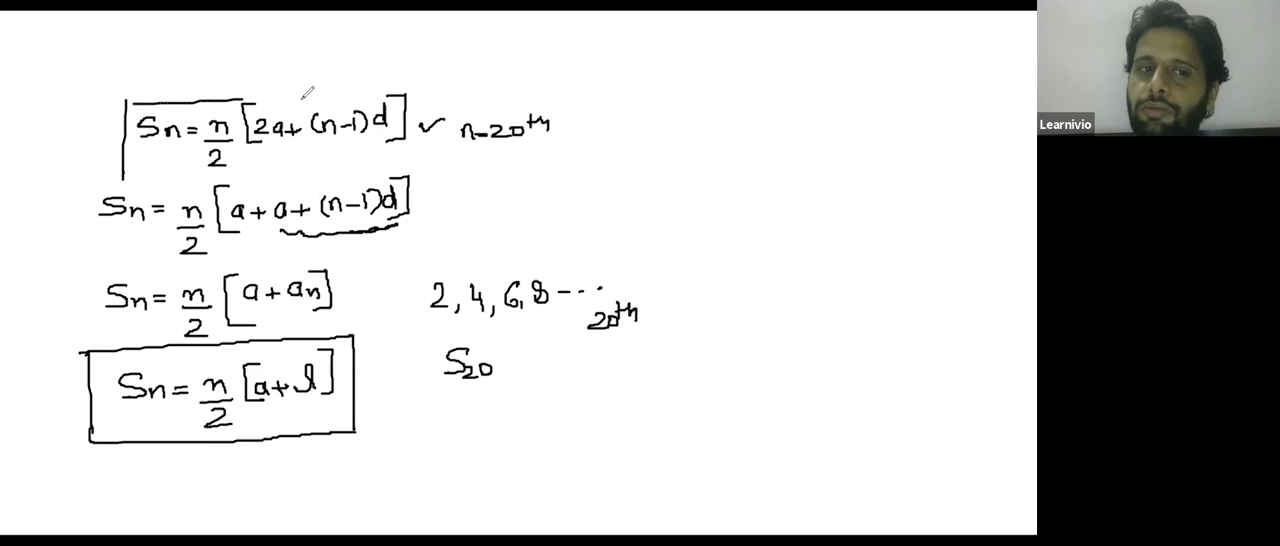 Sn = n/2 [2a + (n-1)d] ✓ n-20th
Sn = n/2 [a + a + (n-1)d]
Sn = n/2 [a + an]
2, 4, 6, 8 --- 20th
Sn = n/2 [a + l]
S20
Learnivio